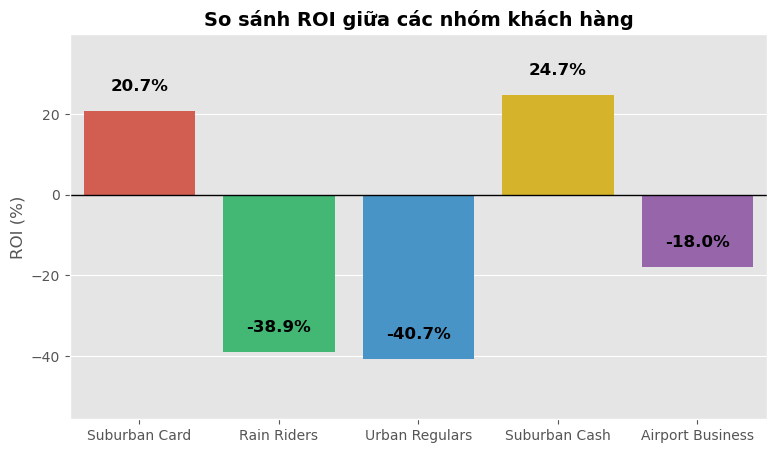 So sánh ROI giữa các nhóm khách hàng
ROI (%)
20
0
−20
−40
20.7%
-38.9%
-40.7%
24.7%
-18.0%
Suburban Card
Rain Riders
Urban Regulars
Suburban Cash
Airport Business